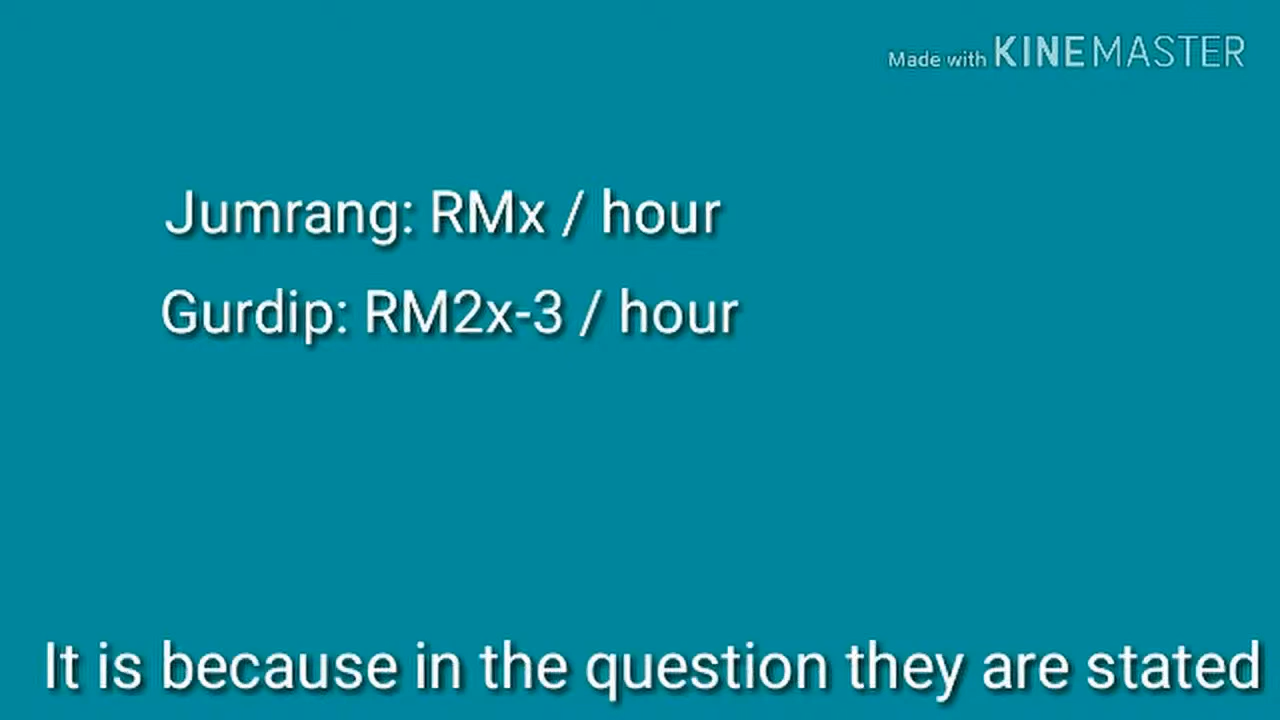 Made with KINEMASTER
Jumrang: RMx / hour
Gurdip: RM2x-3 / hour
It is because in the question they are stated